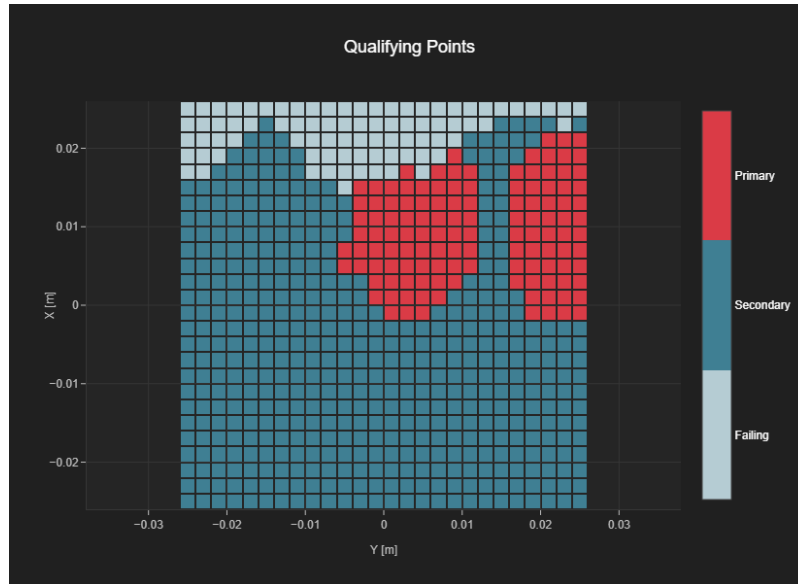 Qualifying Points
Primary
Secondary
Failing
0.02
0.01
0
−0.01
−0.02
X [m]
−0.03
−0.02
−0.01
0
0.01
0.02
0.03
Y [m]